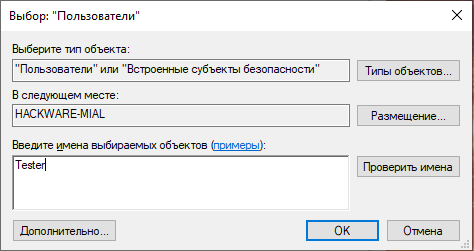 Выбор: "Пользователи"
Выберите тип объекта:
"Пользователи" или "Встроенные субъекты безопасности"
Типы объектов...
В следующем месте:
HACKWARE-MIAL
Размещение...
Введите имена выбираемых объектов (примеры):
Tester
Проверить имена
Дополнительно...
OK
Отмена